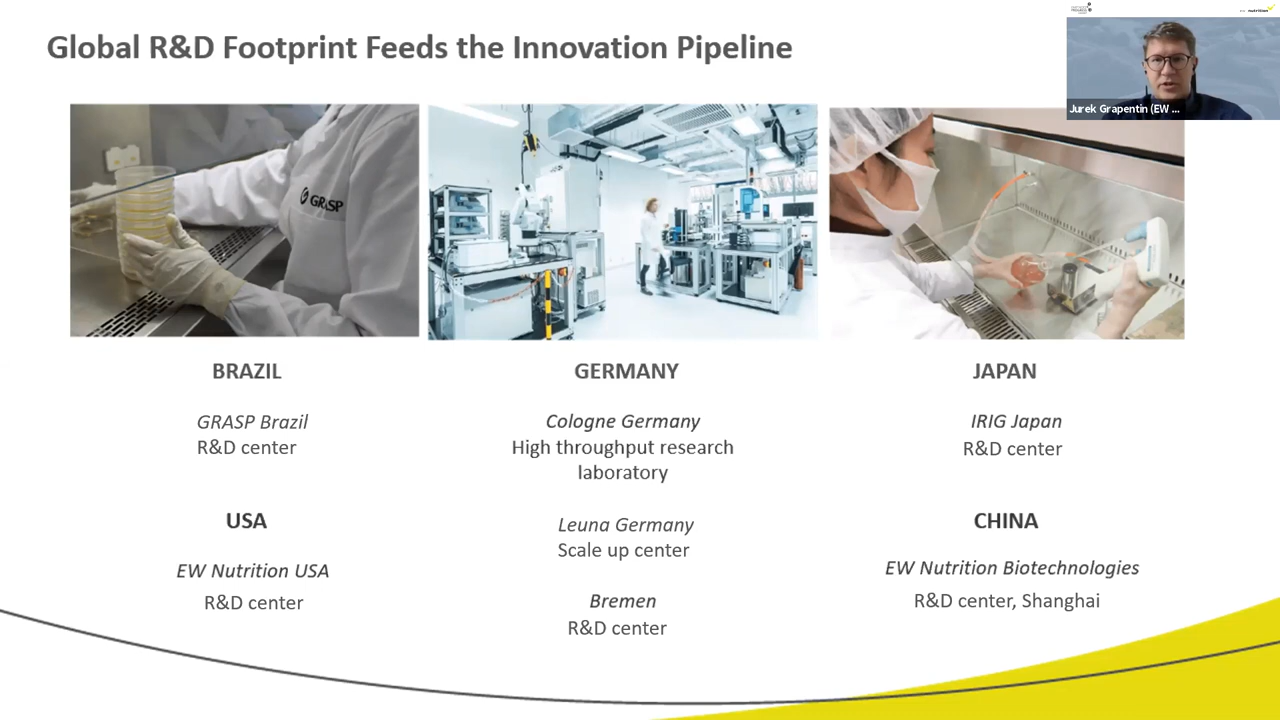 Global R&D Footprint Feeds the Innovation Pipeline
nutrition
Jurek Grapentin (EW ...
GRASP
BRAZIL
GRASP Brazil
R&D center
USA
EW Nutrition USA
R&D center
GERMANY
Cologne Germany
High throughput research
laboratory
Leuna Germany
Scale up center
Bremen
R&D center
JAPAN
IRIG Japan
R&D center
CHINA
EW Nutrition Biotechnologies
R&D center, Shanghai